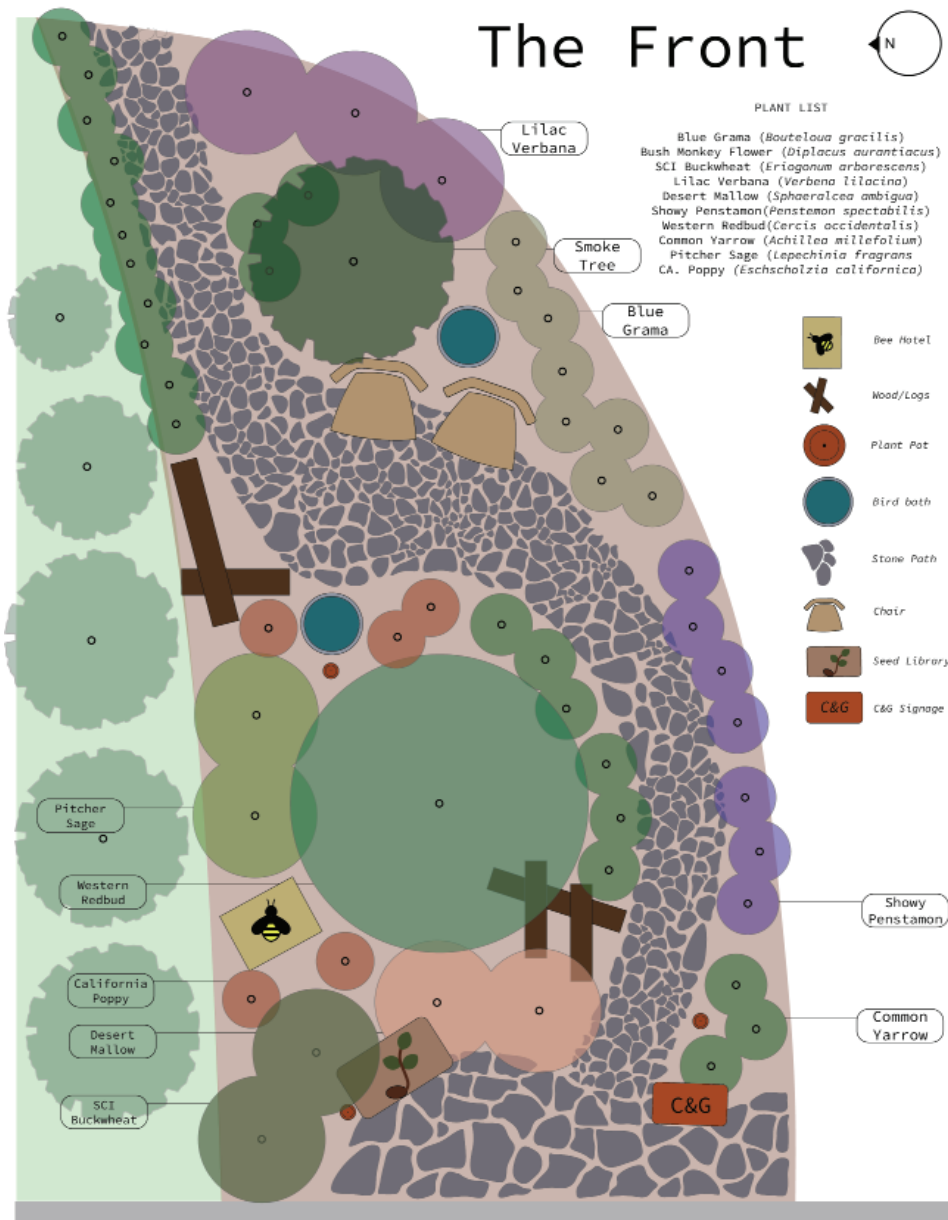 The Front
N
PLANT LIST
Blue Grama (Bouteloua gracilis)
Bush Monkey Flower (Diplacus aurantiacus)
SCI Buckwheat (Eriogonum arborescens)
Lilac Verbana (Verbena lilacina)
Desert Mallow (Sphaeralcea ambigua)
Showy Penstamon(Penstemon spectabilis)
Western Redbud(Cercis occidentalis)
Common Yarrow (Achillea millefolium)
Pitcher Sage (Lepechinia fragrans
CA. Poppy (Eschscholzia californica)
Lilac
Verbana
Smoke
Tree
Blue
Grama
Bee Hotel
Wood/Logs
Plant Pot
Bird bath
Stone Path
Chair
Seed Library
C&G
C&G Signage
Pitcher
Sage
Western
Redbud
Showy
Penstamon
California
Poppy
Desert
Mallow
Common
Yarrow
SCI
Buckwheat
C&G